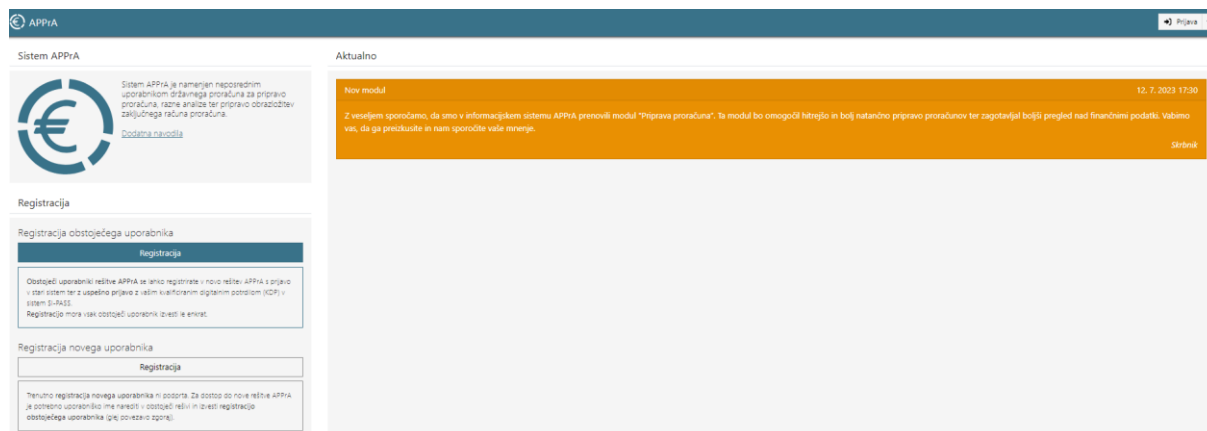 APPrA
Prijava
Sistem APPrA
Sistem APPrA je namenjen neposrednim
uporabnikom državnega proračuna za pripravo
proračuna, razne analize ter pripravo obrazložitev
zaključnega računa proračuna.
Dodatna navodila
Registracija
Registracija obstoječega uporabnika
Registracija
Obstoječi uporabniki rešitve APPrA se lahko registrirate v novo rešitev APPrA s prijavo
v stari sistem ter z uspešno prijavo z vašim kvalificiranim digitalnim potrdilom (KDP) v
sistem SI-PASS.
Registracijo mora vsak obstoječi uporabnik izvesti le enkrat.
Registracija novega uporabnika
Registracija
Trenutno registracija novega uporabnika ni podprta. Za dostop do nove rešitve APPrA
je potrebno uporabniško ime narediti v obstoječi rešivi in izvesti registracijo
obstoječega uporabnika (glej povezavo zgoraj).
Aktualno
Nov modul 12. 7. 2023 17:30
Z veseljem sporočamo, da smo v informacijskem sistemu APPrA prenovili modul "Priprava proračuna". Ta modul bo omogočil hitrejšo in bolj natančno pripravo proračunov ter zagotavljal boljši pregled nad finančnimi podatki. Vabimo
vas, da ga preizkusite in nam sporočite vaše mnenje.
Skrbnik